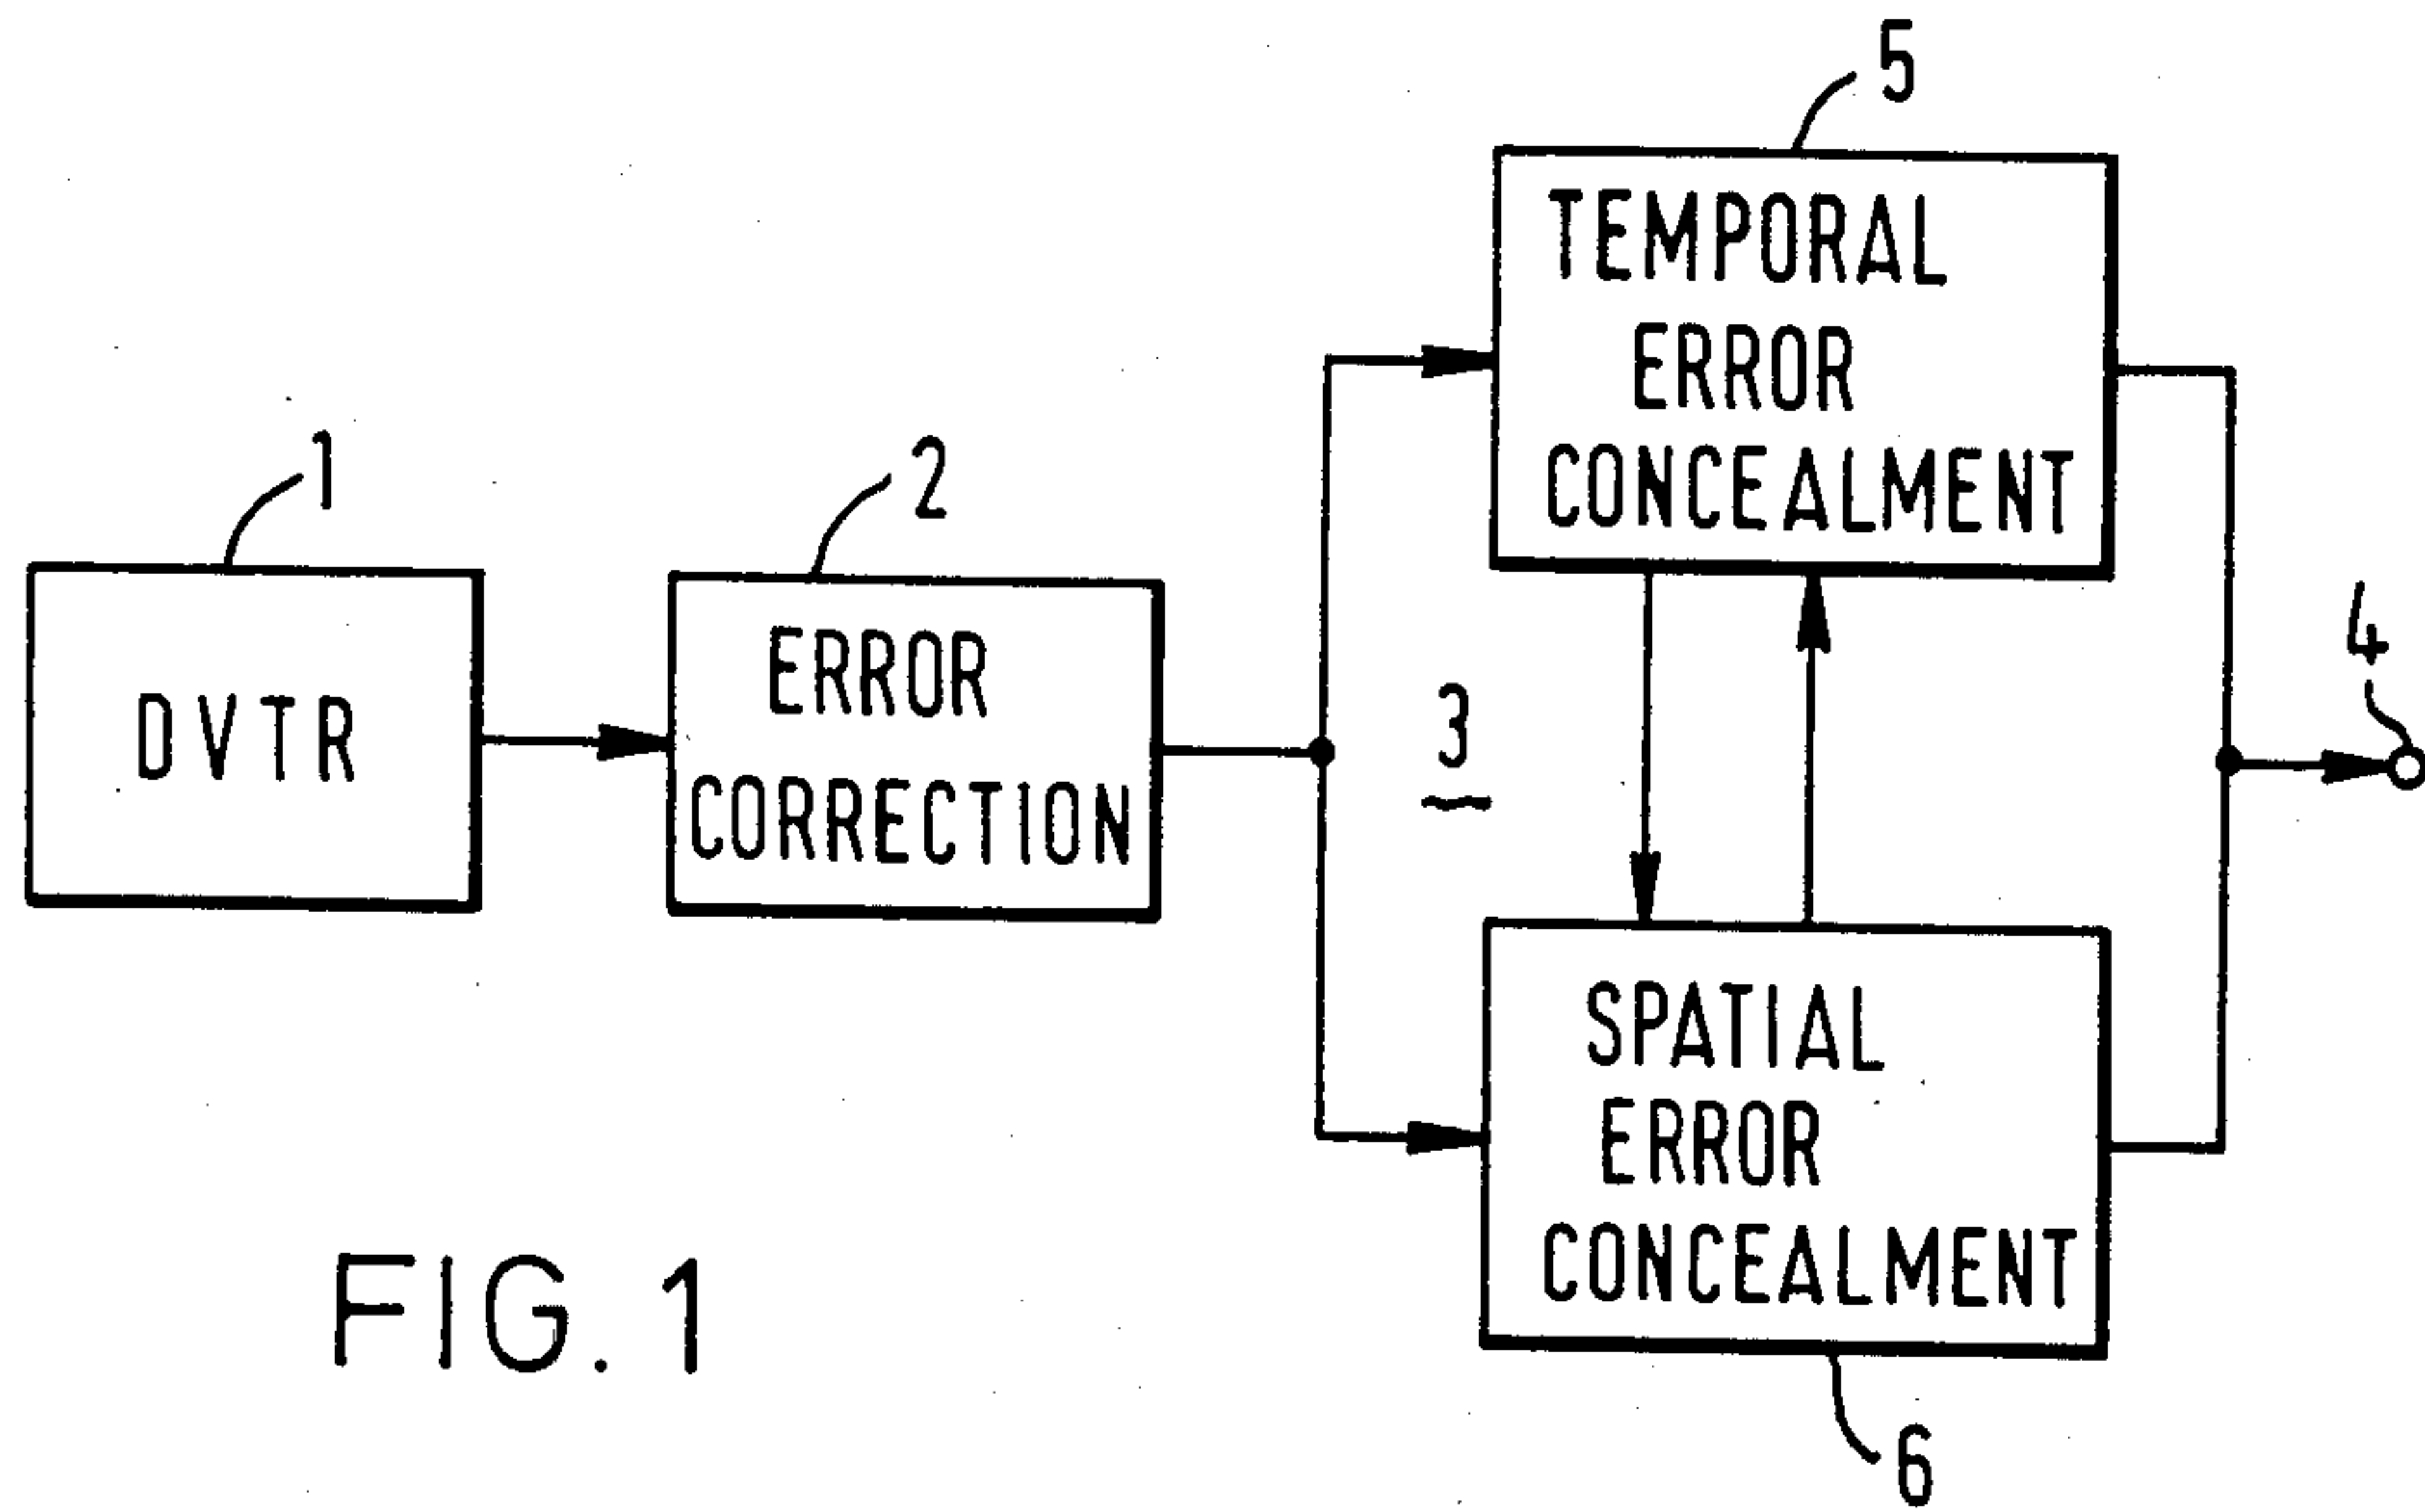 1
DVTR
2
ERROR
CORRECTION
3
5
TEMPORAL
ERROR
CONCEALMENT
4
SPATIAL
ERROR
CONCEALMENT
6
FIG. 1